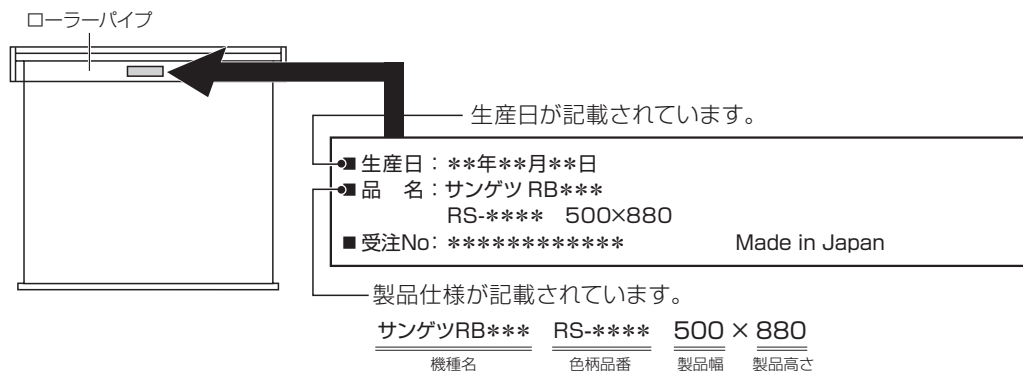 ローラーパイプ
生産日が記載されています。
■ 生産日：**年**月**日
■ 品　名：サンゲツ RB***
RS-****　500×880
■ 受注No：************* Made in Japan
製品仕様が記載されています。
サンゲツRB***　RS-****　500 × 880
機種名　色柄品番　製品幅　製品高さ